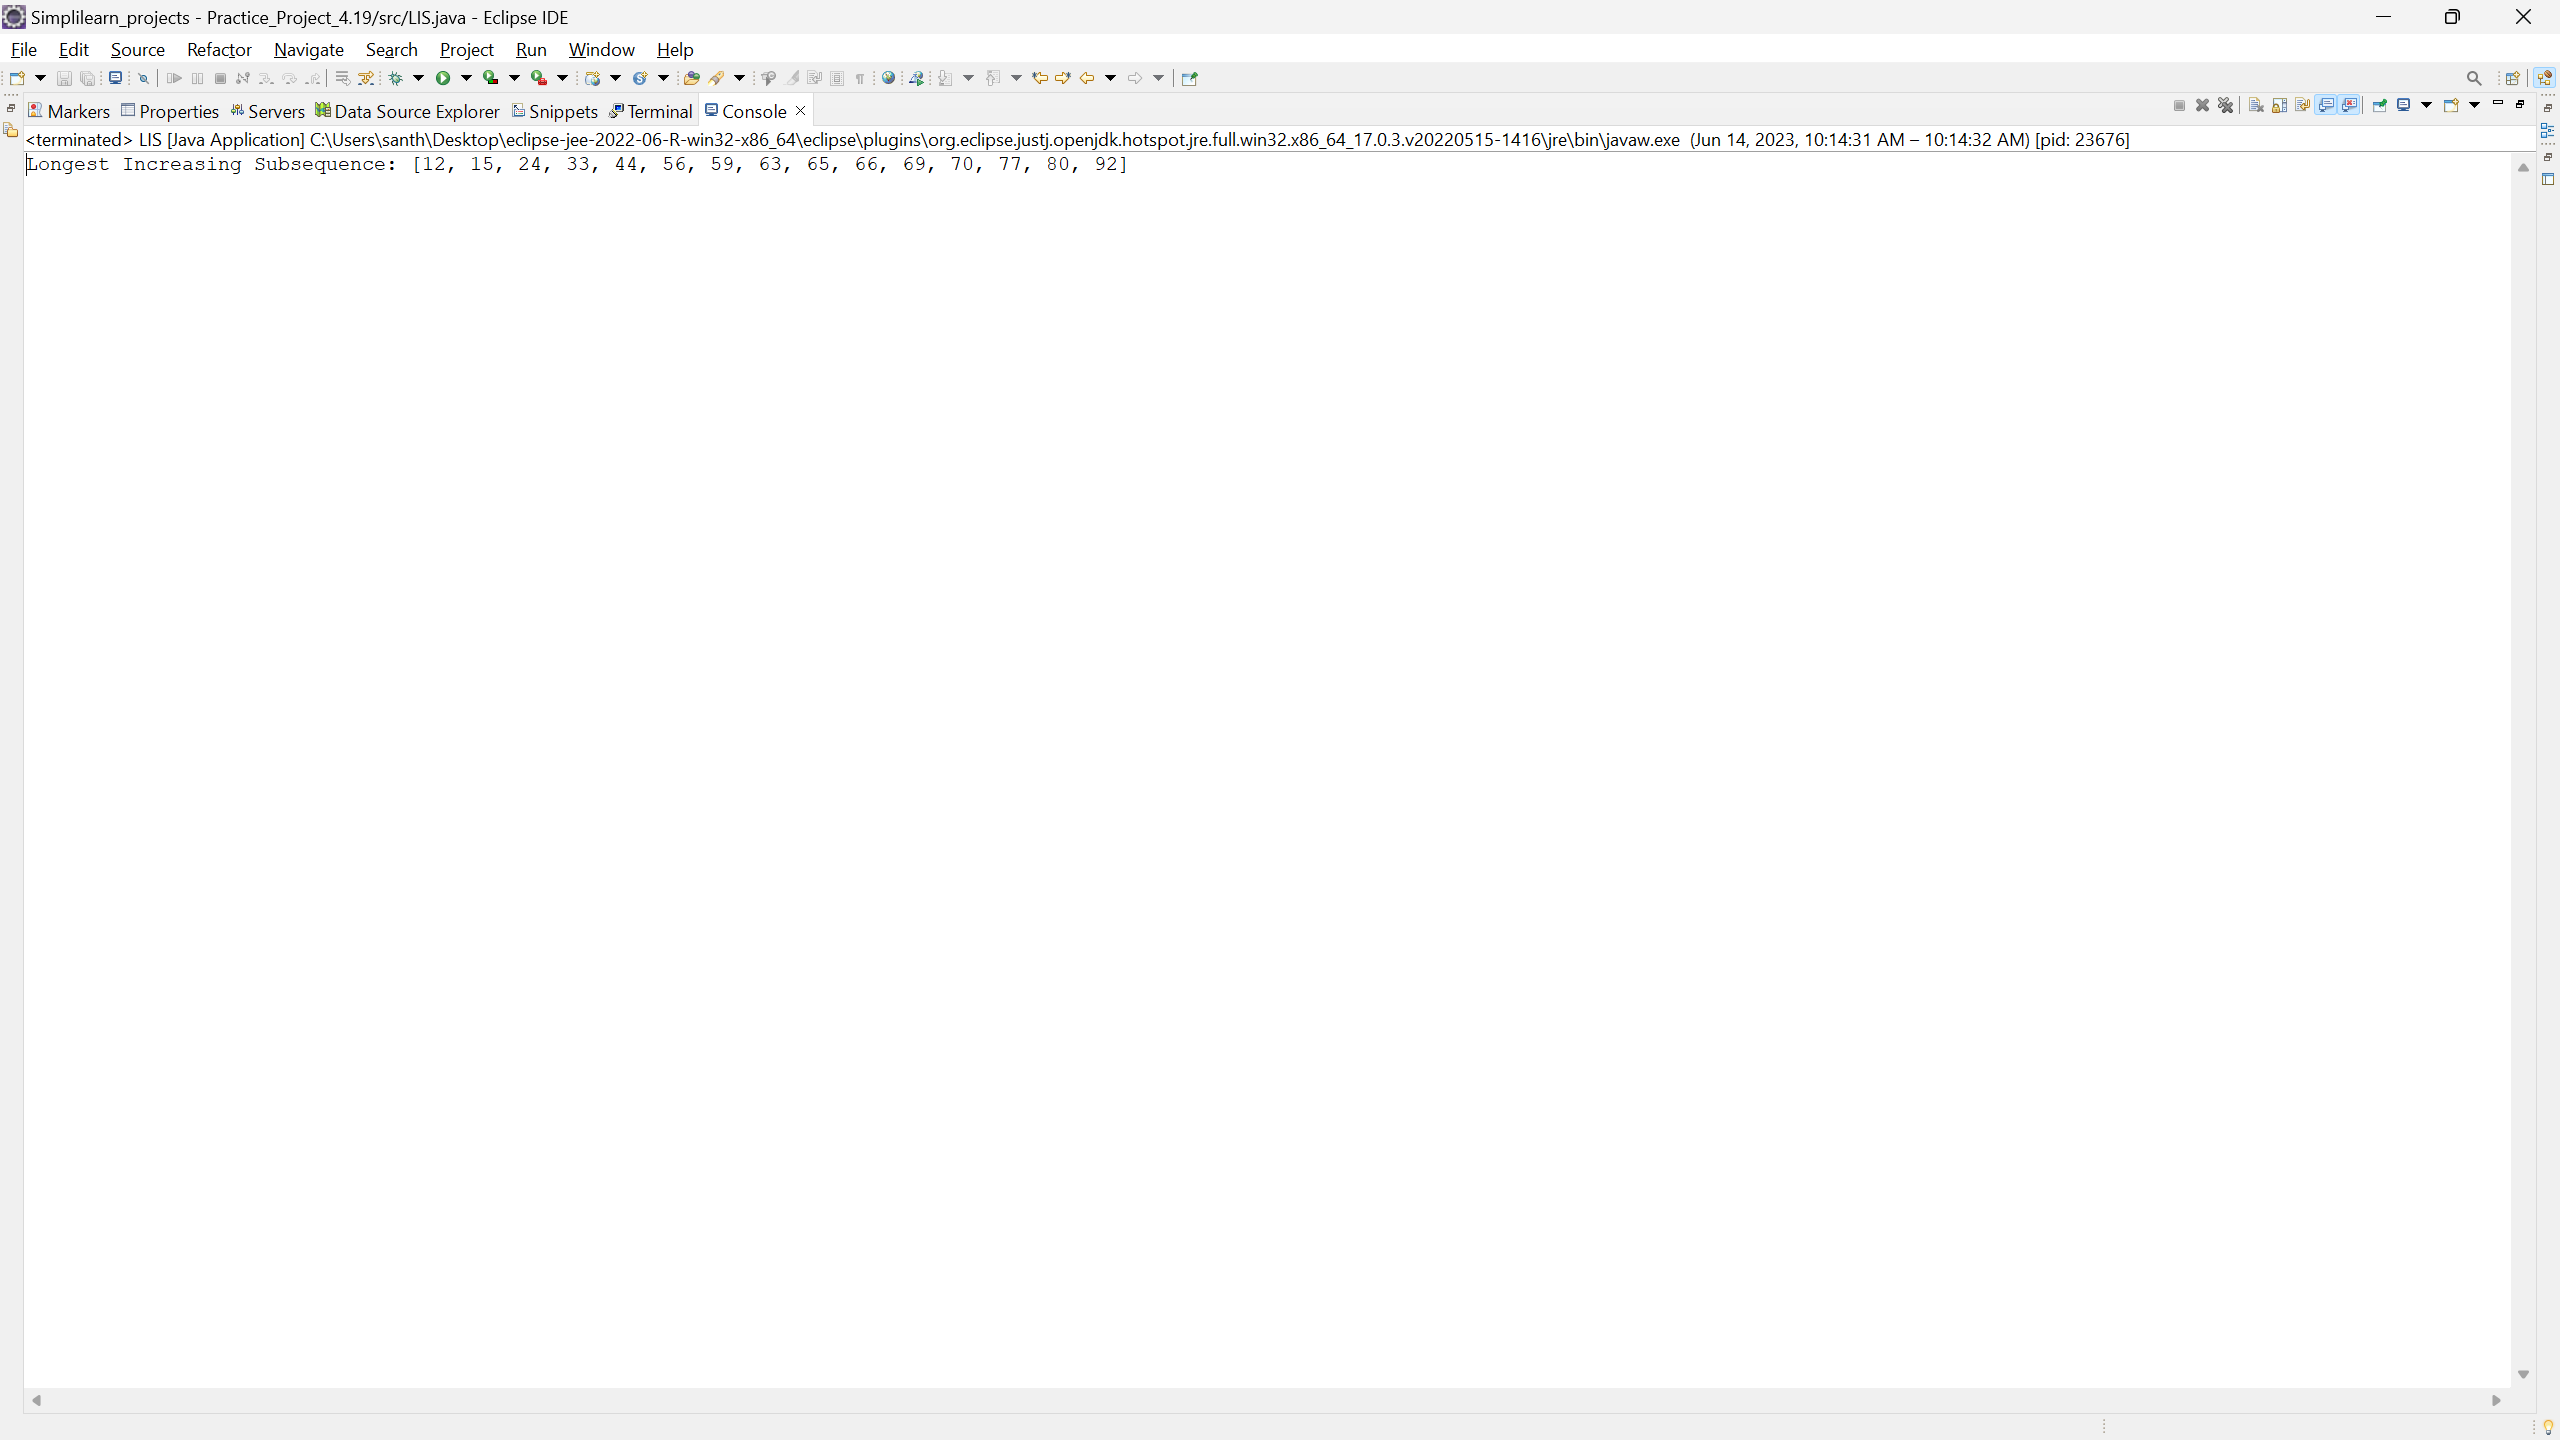 Simplilearn_projects - Practice_Project_4.19/src/LIS.java - Eclipse IDE
File Edit Source Refactor Navigate Search Project Run Window Help
Markers Properties Servers Data Source Explorer Snippets Terminal Console
<terminated> LIS [Java Application] C:\Users\santh\Desktop\eclipse-jee-2022-06-R-win32-x86_64\eclipse\plugins\org.eclipse.justj.openjdk.hotspot.jre.full.win32.x86_64_17.0.3.v20220515-1416\jre\bin\javaw.exe (Jun 14, 2023, 10:14:31 AM – 10:14:32 AM) [pid: 23676]
Longest Increasing Subsequence: [12, 15, 24, 33, 44, 56, 59, 63, 65, 66, 69, 70, 77, 80, 92]